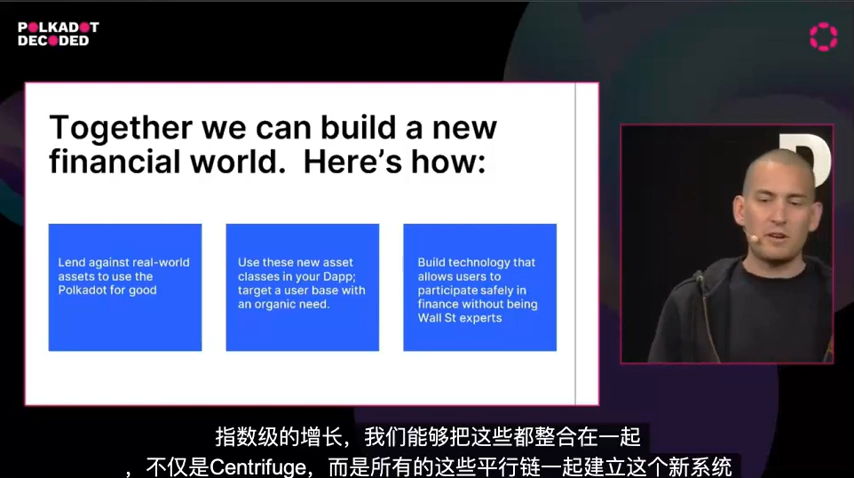 POLKADOT
DECODED
Together we can build a new
financial world.  Here's how:
Lend against real-world
assets to use the
Polkadot for good
Use these new asset
classes in your Dapp;
target a user base with
an organic need.
Build technology that
allows users to
participate safely in
finance without being
Wall St experts
D
指数级的增长，我们能够把这些都整合在一起
，不仅是Centrifuge，而是所有的这些平行链一起建立这个新系统